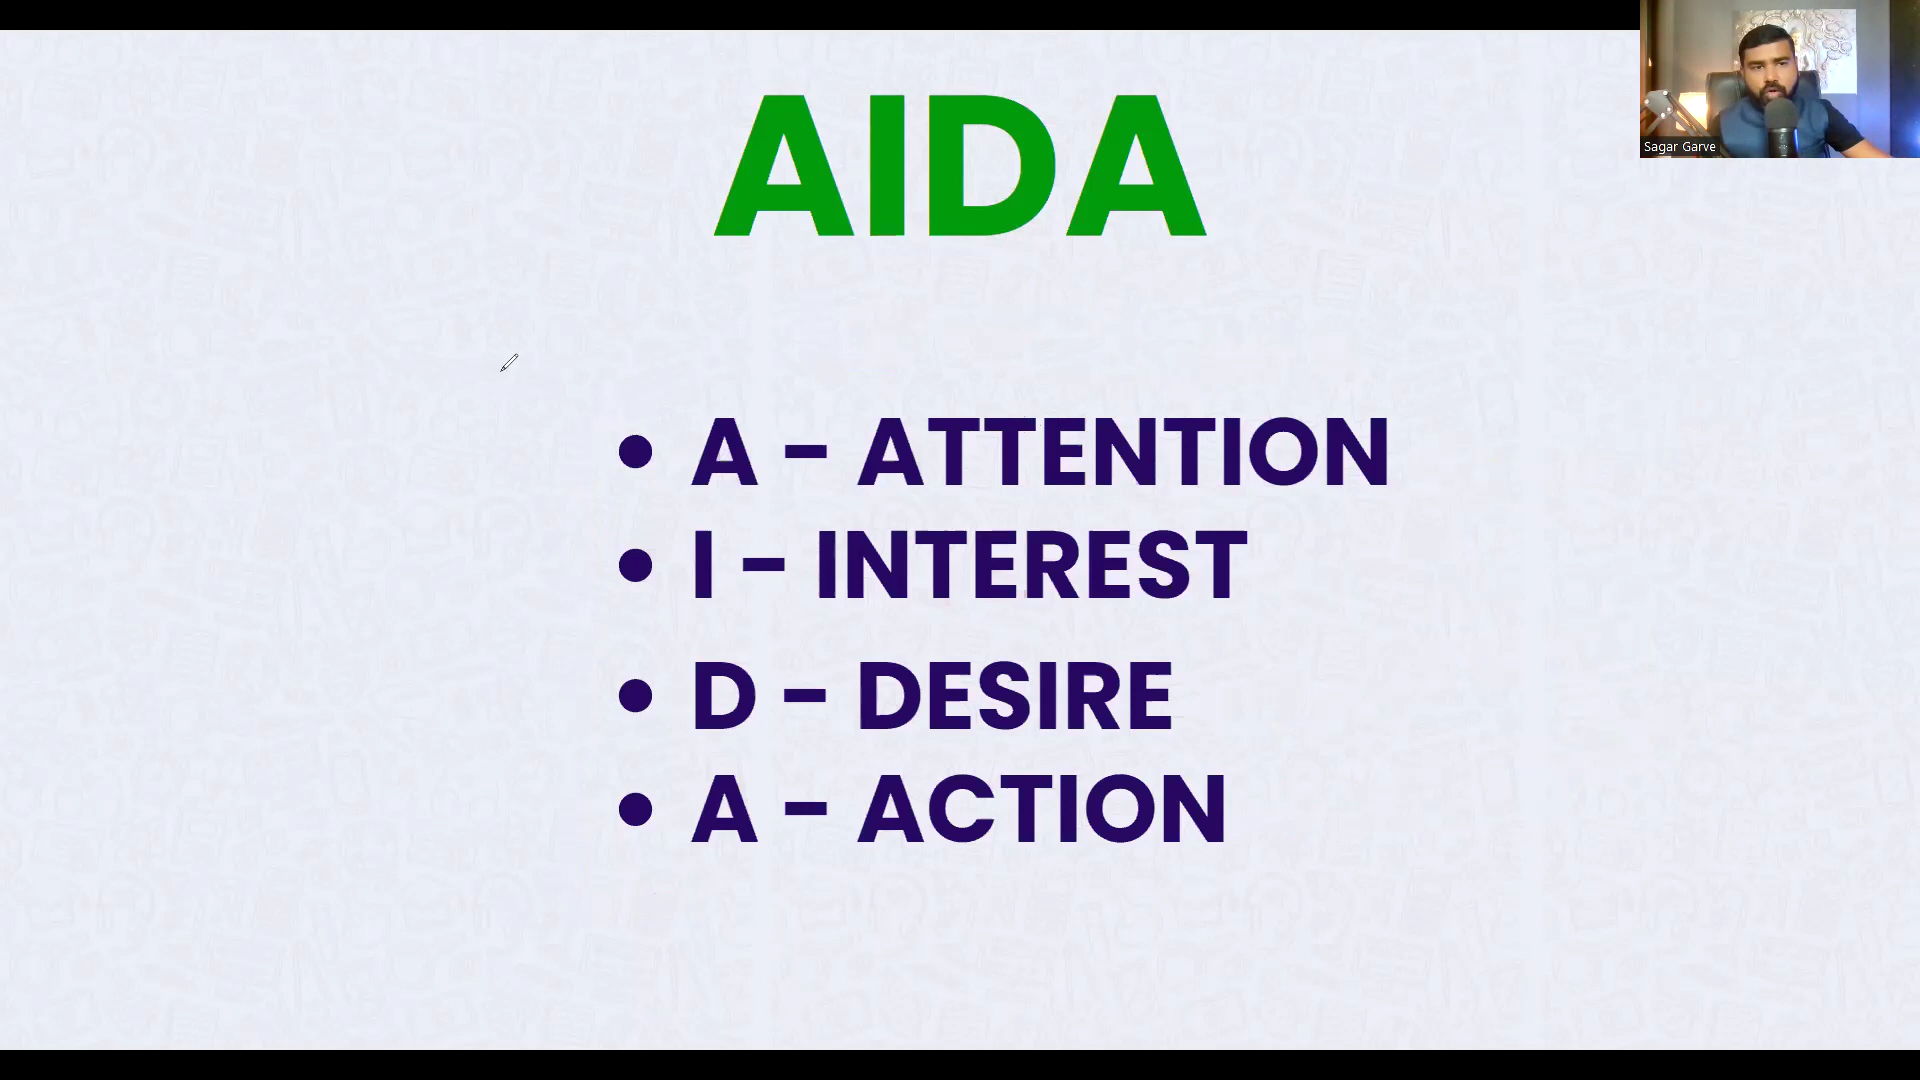 AIDA
Sagar Garve
• A – ATTENTION
• I – INTEREST
• D – DESIRE
• A – ACTION